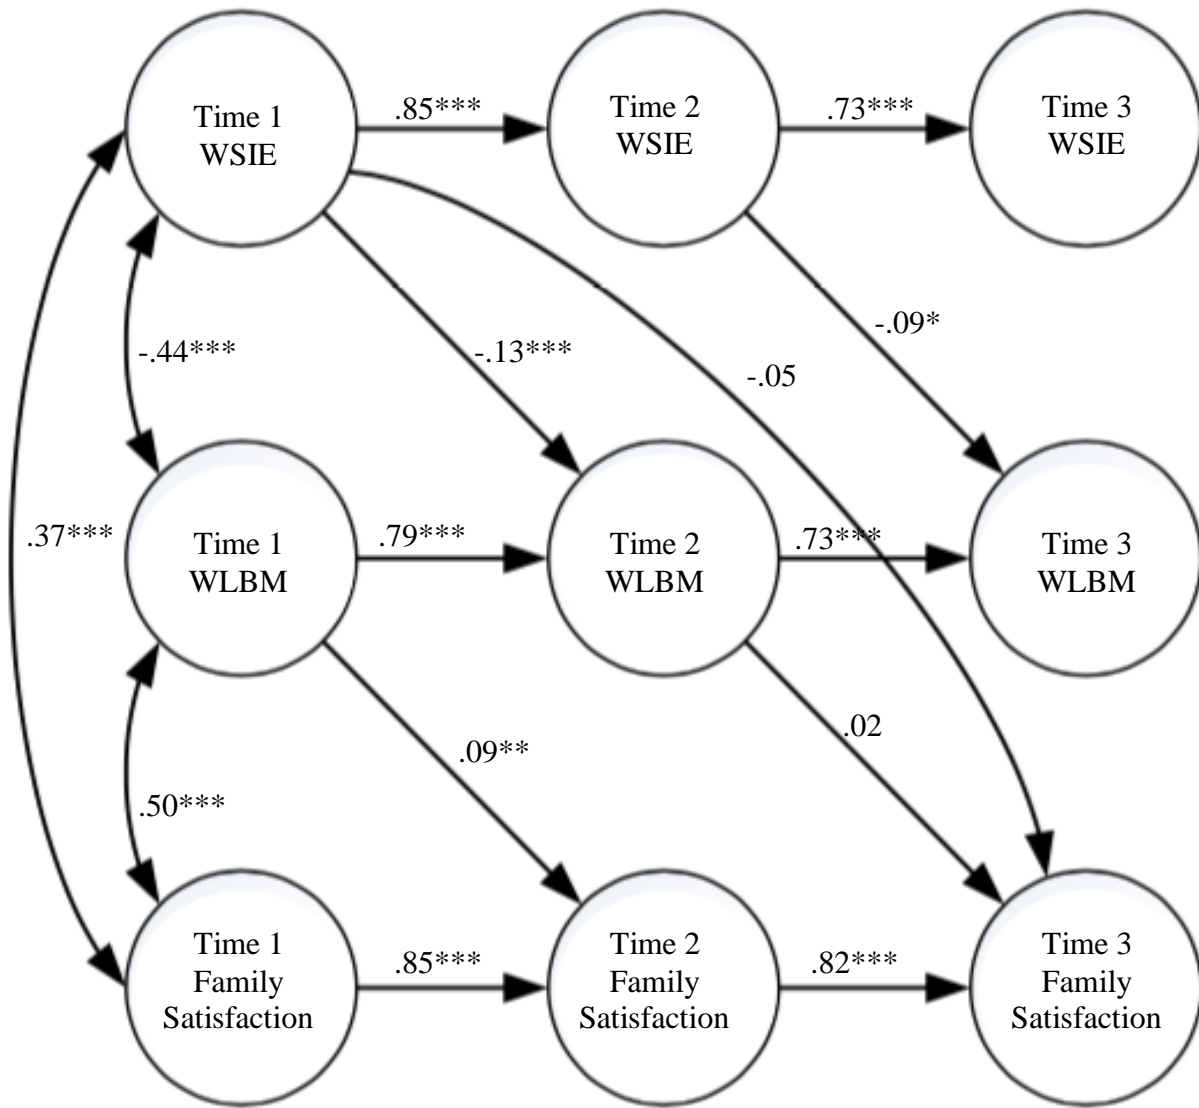 Time 1
WSIE
.85***
Time 2
WSIE
.73***
Time 3
WSIE
-.44***
-.13***
-.05
-.09*
.37***
Time 1
WLBM
.79***
Time 2
WLBM
.73***
Time 3
WLBM
.50***
.09**
.02
Time 1
Family
Satisfaction
.85***
Time 2
Family
Satisfaction
.82***
Time 3
Family
Satisfaction